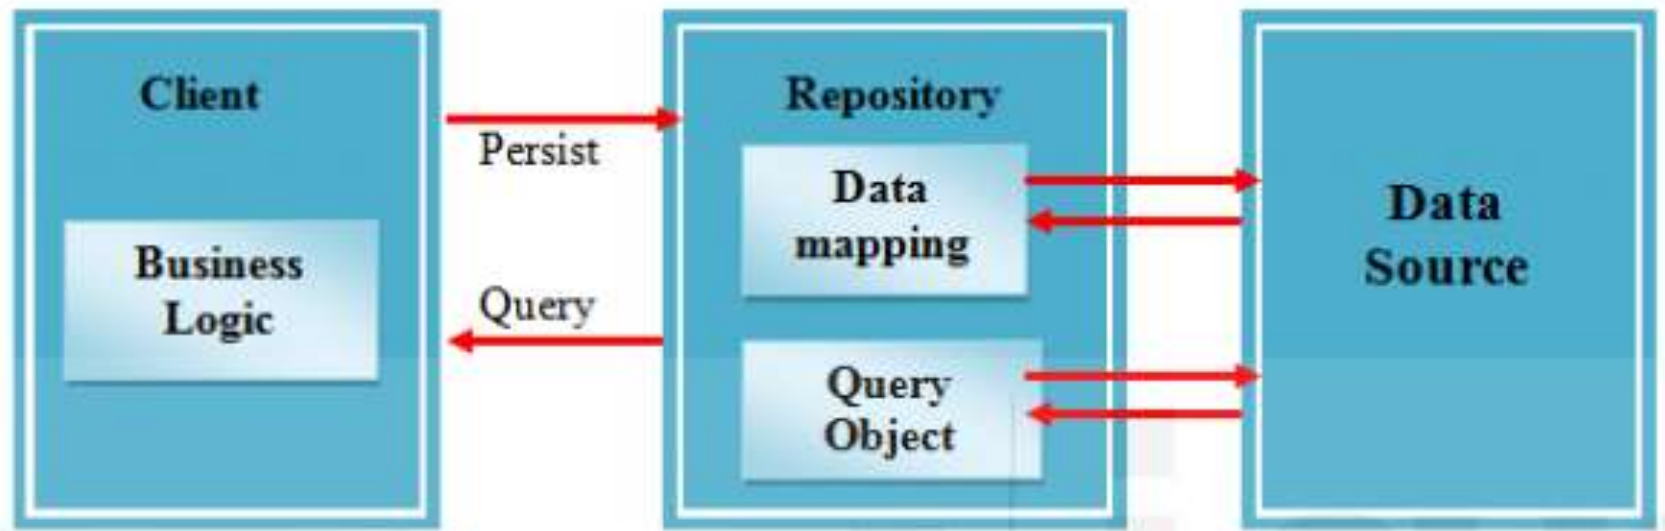 Client
Business
Logic
Persist
Query
Repository
Data
mapping
Query
Object
Data
Source